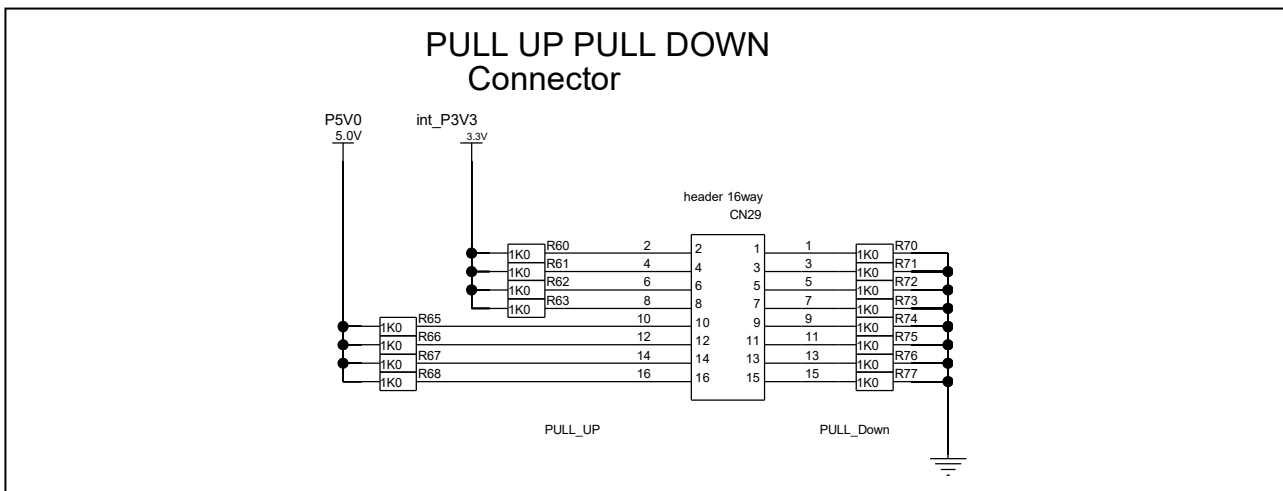 PULL UP PULL DOWN
Connector
P5V0 int_P3V3
5.0V 3.3V
header 16way
CN29
1K0 R60 2 2 1 1 1K0 R70
1K0 R61 4 4 3 3 1K0 R71
1K0 R62 6 6 5 5 1K0 R72
1K0 R63 8 8 7 7 1K0 R73
1K0 R65 10 10 9 9 1K0 R74
1K0 R66 12 12 11 11 1K0 R75
1K0 R67 14 14 13 13 1K0 R76
1K0 R68 16 16 15 15 1K0 R77
PULL_UP PULL_Down